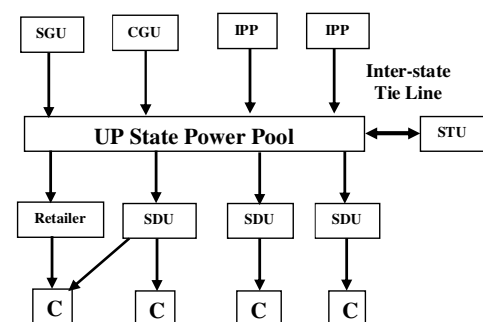 SGU
CGU
IPP
IPP
Inter-state
Tie Line
UP State Power Pool
STU
Retailer
SDU
SDU
SDU
C
C
C
C